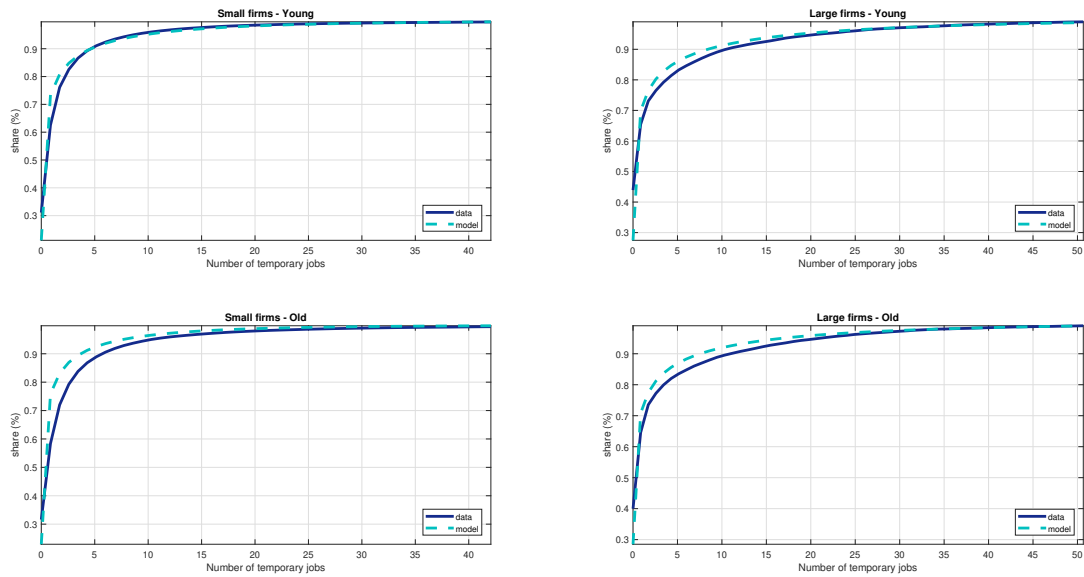 Small firms - Young
share (%)
0.9
0.8
0.7
0.6
0.5
0.4
0.3
0 5 10 15 20 25 30 35 40
Number of temporary jobs
data
model
Large firms - Young
share (%)
0.9
0.8
0.7
0.6
0.5
0.4
0.3
0 5 10 15 20 25 30 35 40 45 50
Number of temporary jobs
data
model
Small firms - Old
share (%)
0.9
0.8
0.7
0.6
0.5
0.4
0.3
0 5 10 15 20 25 30 35 40
Number of temporary jobs
data
model
Large firms - Old
share (%)
0.9
0.8
0.7
0.6
0.5
0.4
0.3
0 5 10 15 20 25 30 35 40 45 50
Number of temporary jobs
data
model